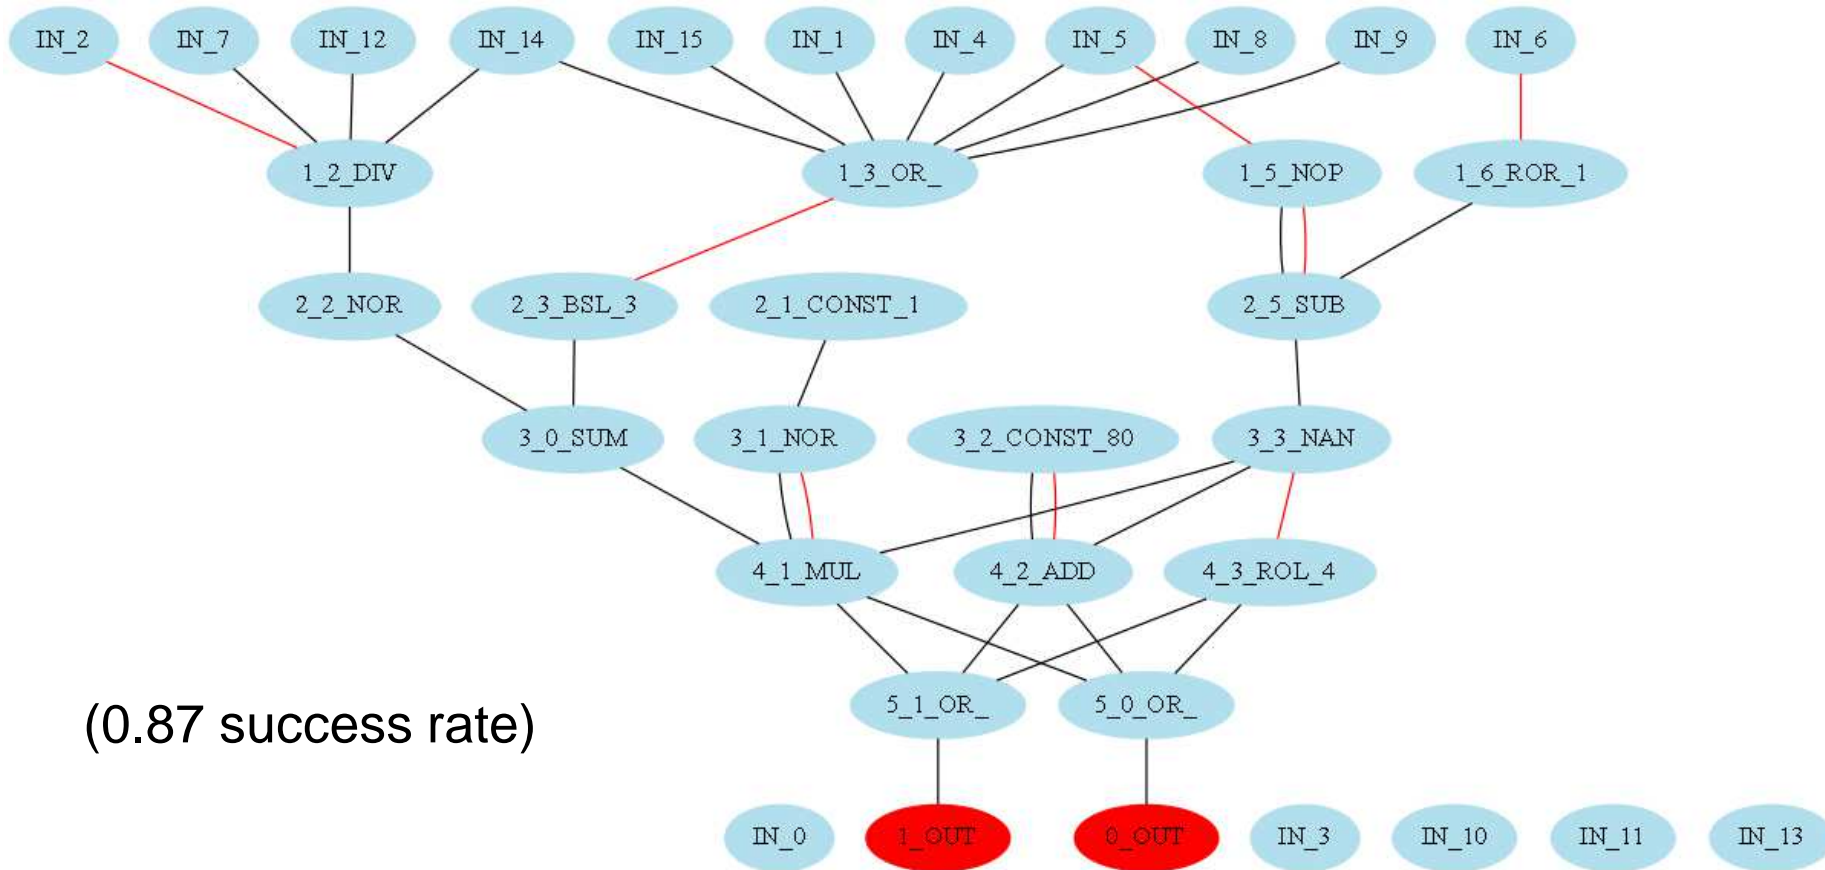 IN_2 IN_7 IN_12 IN_14 IN_15 IN_1 IN_4 IN_5 IN_8 IN_9 IN_6
1_2_DIV 1_3_OR_ 1_5_NOP 1_6_ROR_1
2_2_NOR 2_3_BSL_3 2_1_CONST_1 2_5_SUB
3_0_SUM 3_1_NOR 3_2_CONST_80 3_3_NAN
4_1_MUL 4_2_ADD 4_3_ROL_4
5_1_OR_ 5_0_OR_
(0.87 success rate)
IN_0 1_OUT 0_OUT IN_3 IN_10 IN_11 IN_13